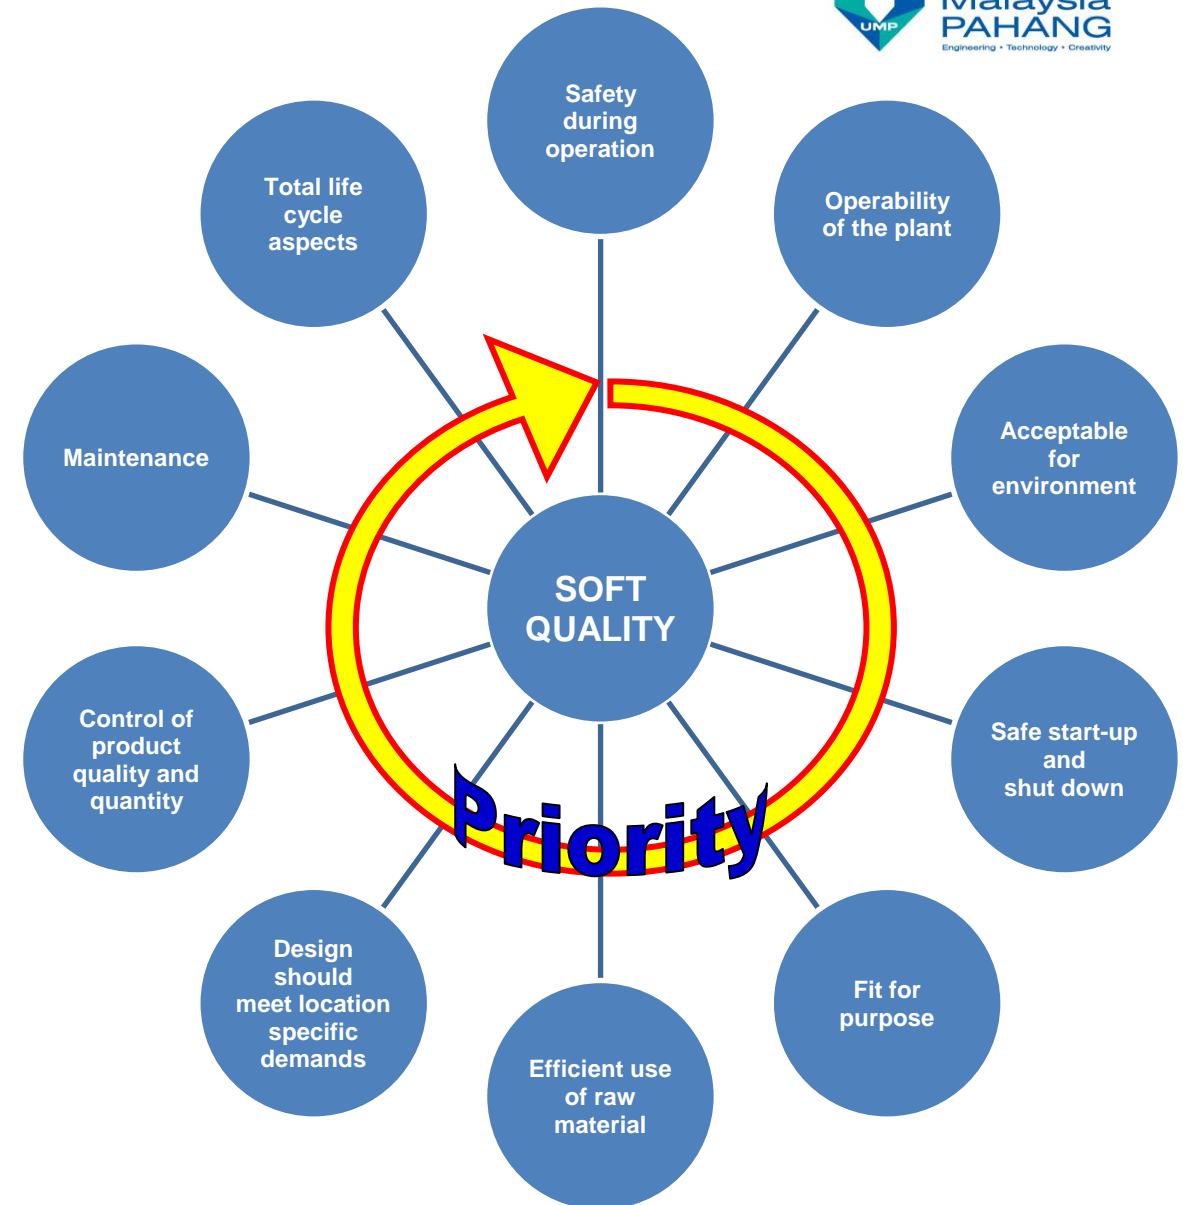 Malaysia
PAHANG
Engineering • Technology • Creativity
UMP
Safety
during
operation
Operability
of the plant
Acceptable
for
environment
Safe start-up
and
shut down
Fit for
purpose
Efficient use
of raw
material
Design
should
meet location
specific
demands
Control of
product
quality and
quantity
Maintenance
Total life
cycle
aspects
SOFT
QUALITY
Priority